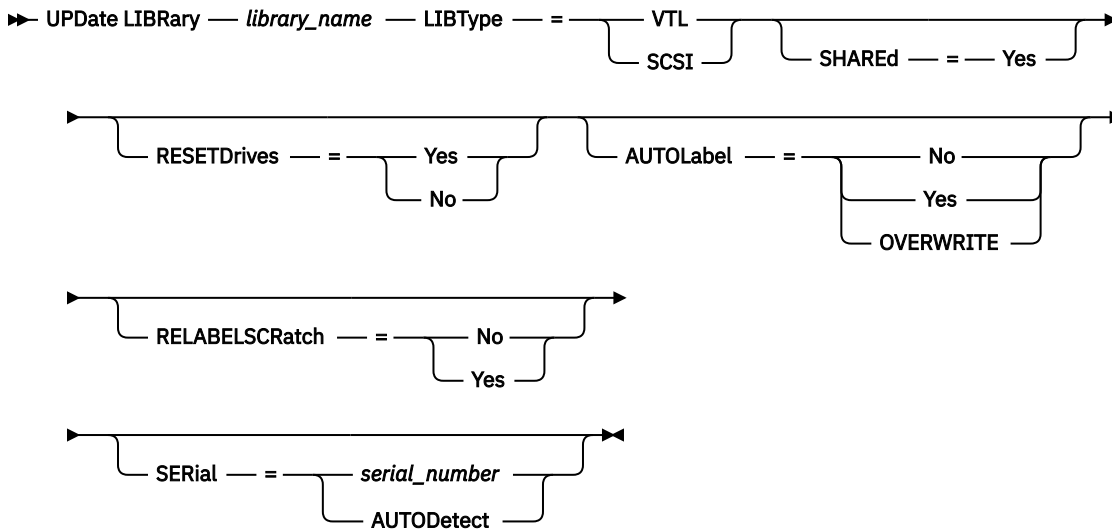 UPDate LIBRary library_name LIBType = VTL
SCSI
SHAREd = Yes
RESETDrives = Yes
No
AUTOLabel = No
Yes
OVERWRITE
RELABELSCRatch = No
Yes
SERial = serial_number
AUTODetect